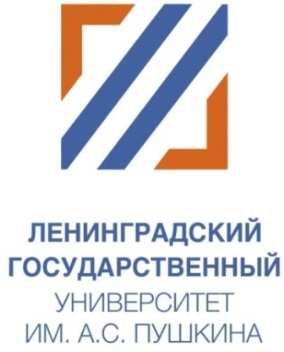 ЛЕНИНГРАДСКИЙ
ГОСУДАРСТВЕННЫЙ
УНИВЕРСИТЕТ
ИМ. А.С. ПУШКИНА